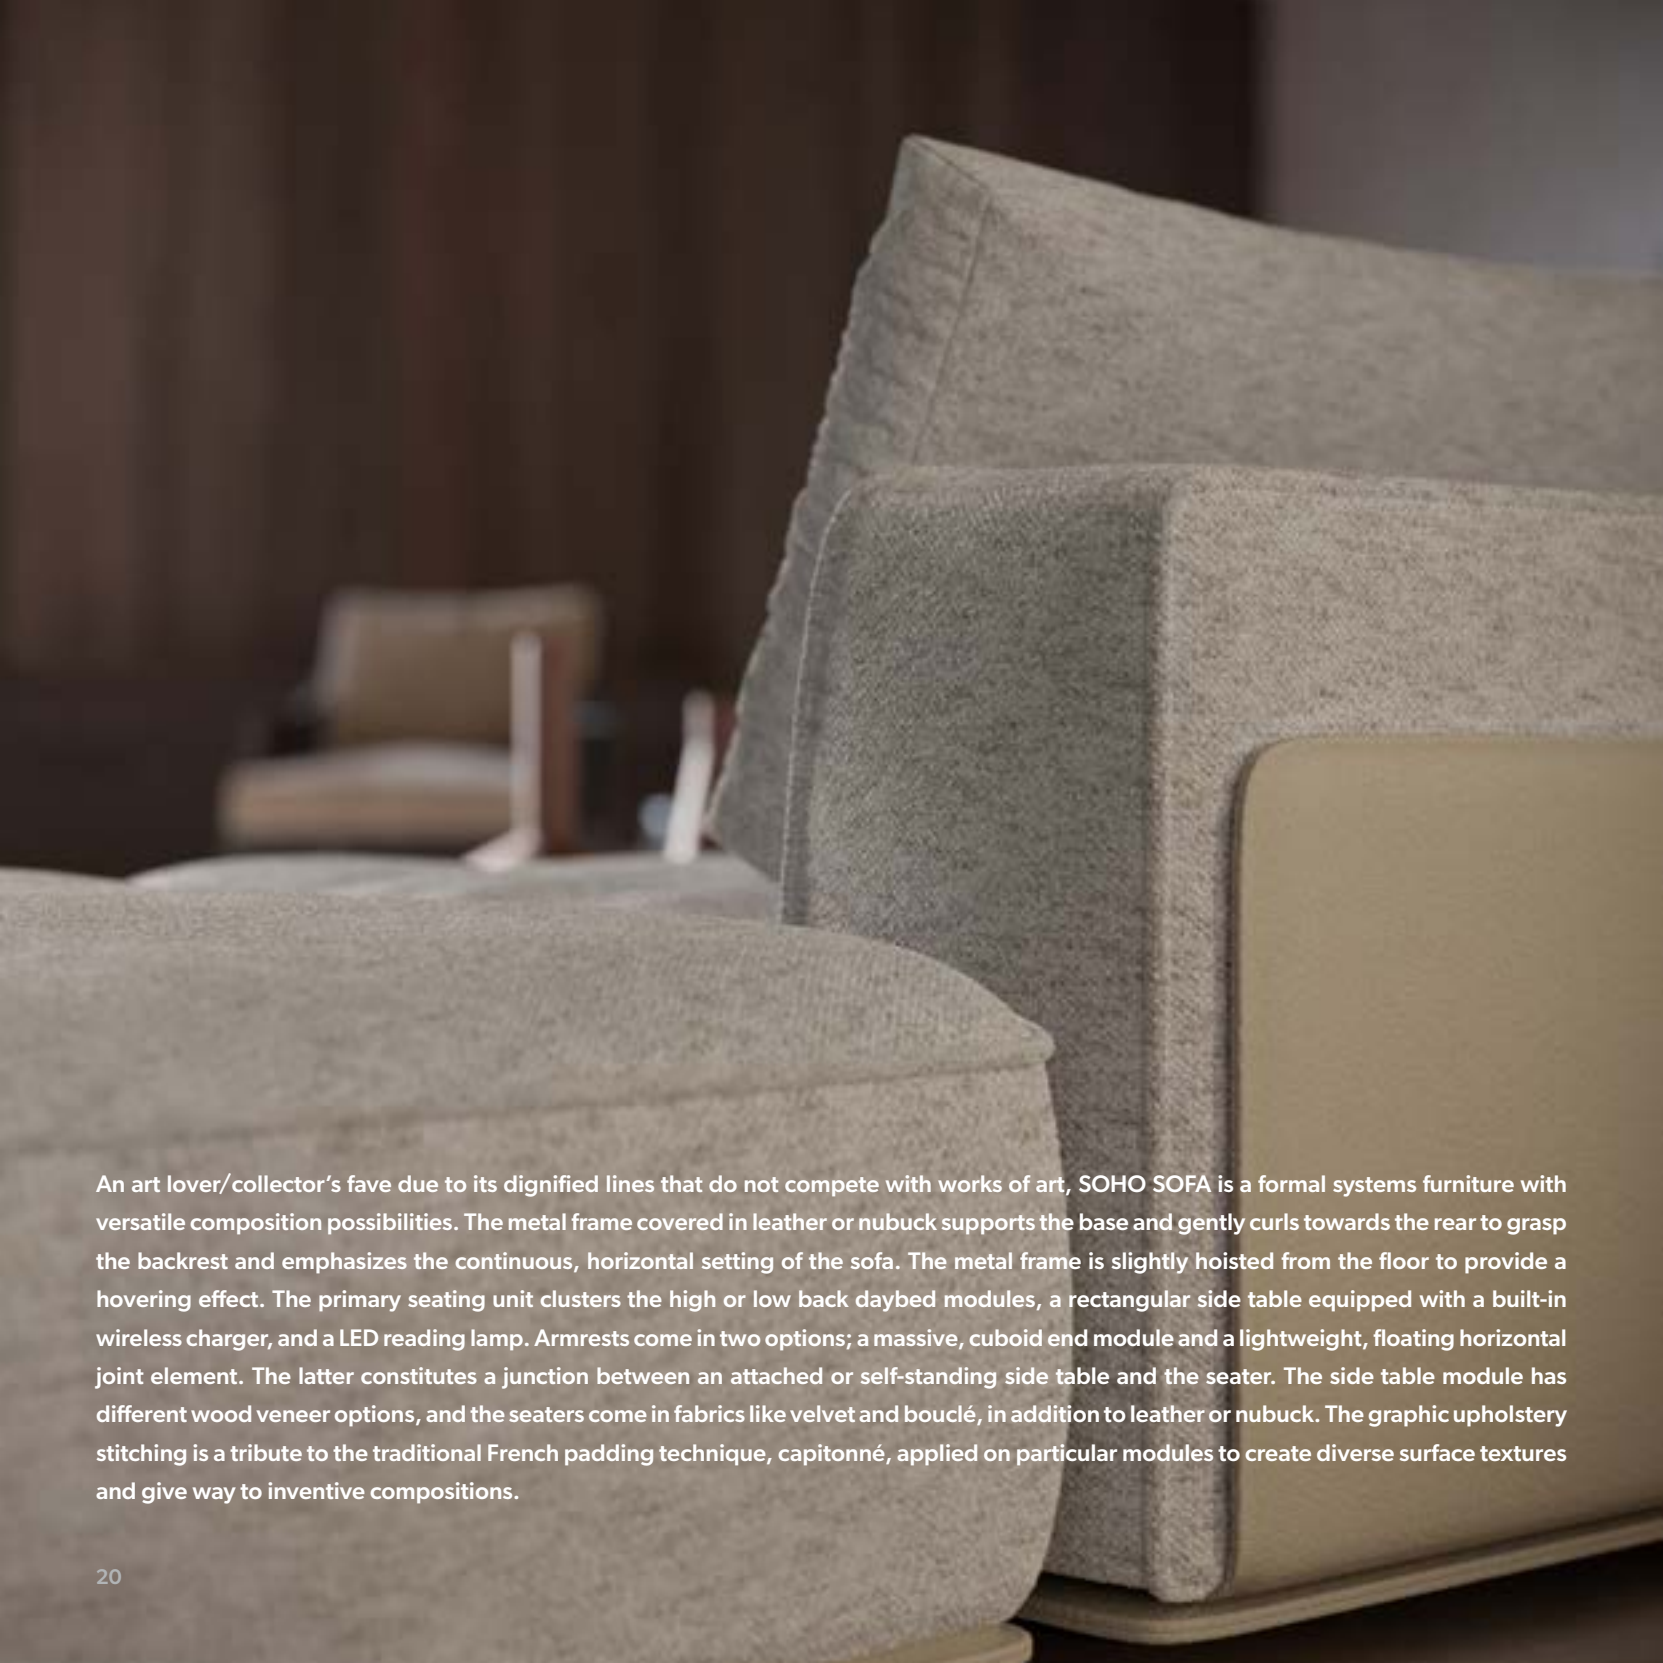 An art lover/collector’s fave due to its dignified lines that do not compete with works of art, SOHO SOFA is a formal systems furniture with
versatile composition possibilities. The metal frame covered in leather or nubuck supports the base and gently curls towards the rear to grasp
the backrest and emphasizes the continuous, horizontal setting of the sofa. The metal frame is slightly hoisted from the floor to provide a
hovering effect. The primary seating unit clusters the high or low back daybed modules, a rectangular side table equipped with a built-in
wireless charger, and a LED reading lamp. Armrests come in two options; a massive, cuboid end module and a lightweight, floating horizontal
joint element. The latter constitutes a junction between an attached or self-standing side table and the seater. The side table module has
different wood veneer options, and the seaters come in fabrics like velvet and bouclé, in addition to leather or nubuck. The graphic upholstery
stitching is a tribute to the traditional French padding technique, capitonné, applied on particular modules to create diverse surface textures
and give way to inventive compositions.
20